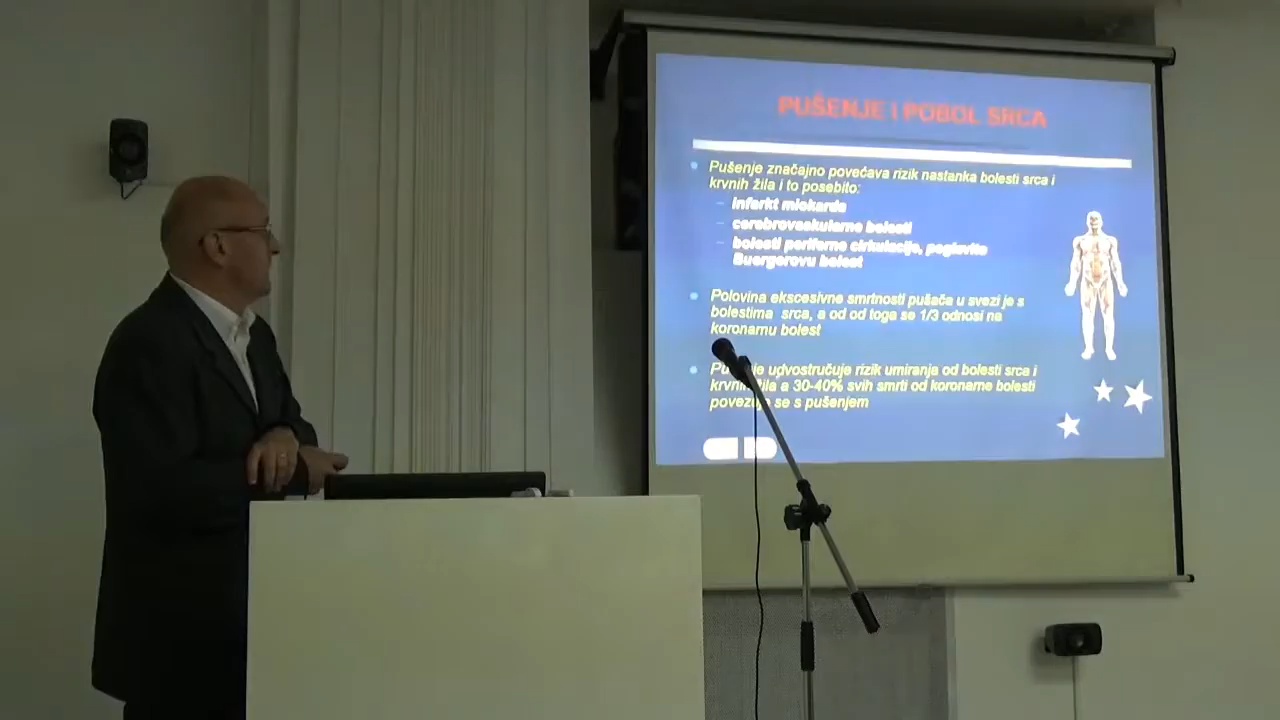 PUŠENJE I POBOL SRCA
Pušenje značajno povećava rizik nastanka bolesti srca i
krvnih žila i to posebito:
Infarkt miokarda
cerebrovaskularne bolesti
bolesti periferne cirkulacije, poglavito
Buergerovu bolest
Polovina ekscesivne smrtnosti pušača u svezi je s
bolestima srca, a od od toga se 1/3 odnosi na
koronarnu bolest
udvostručuje rizik umiranja od bolesti srca i
krvnih žila a 30-40% svih smrti od koronarne bolesti
povezuje se s pušenjem